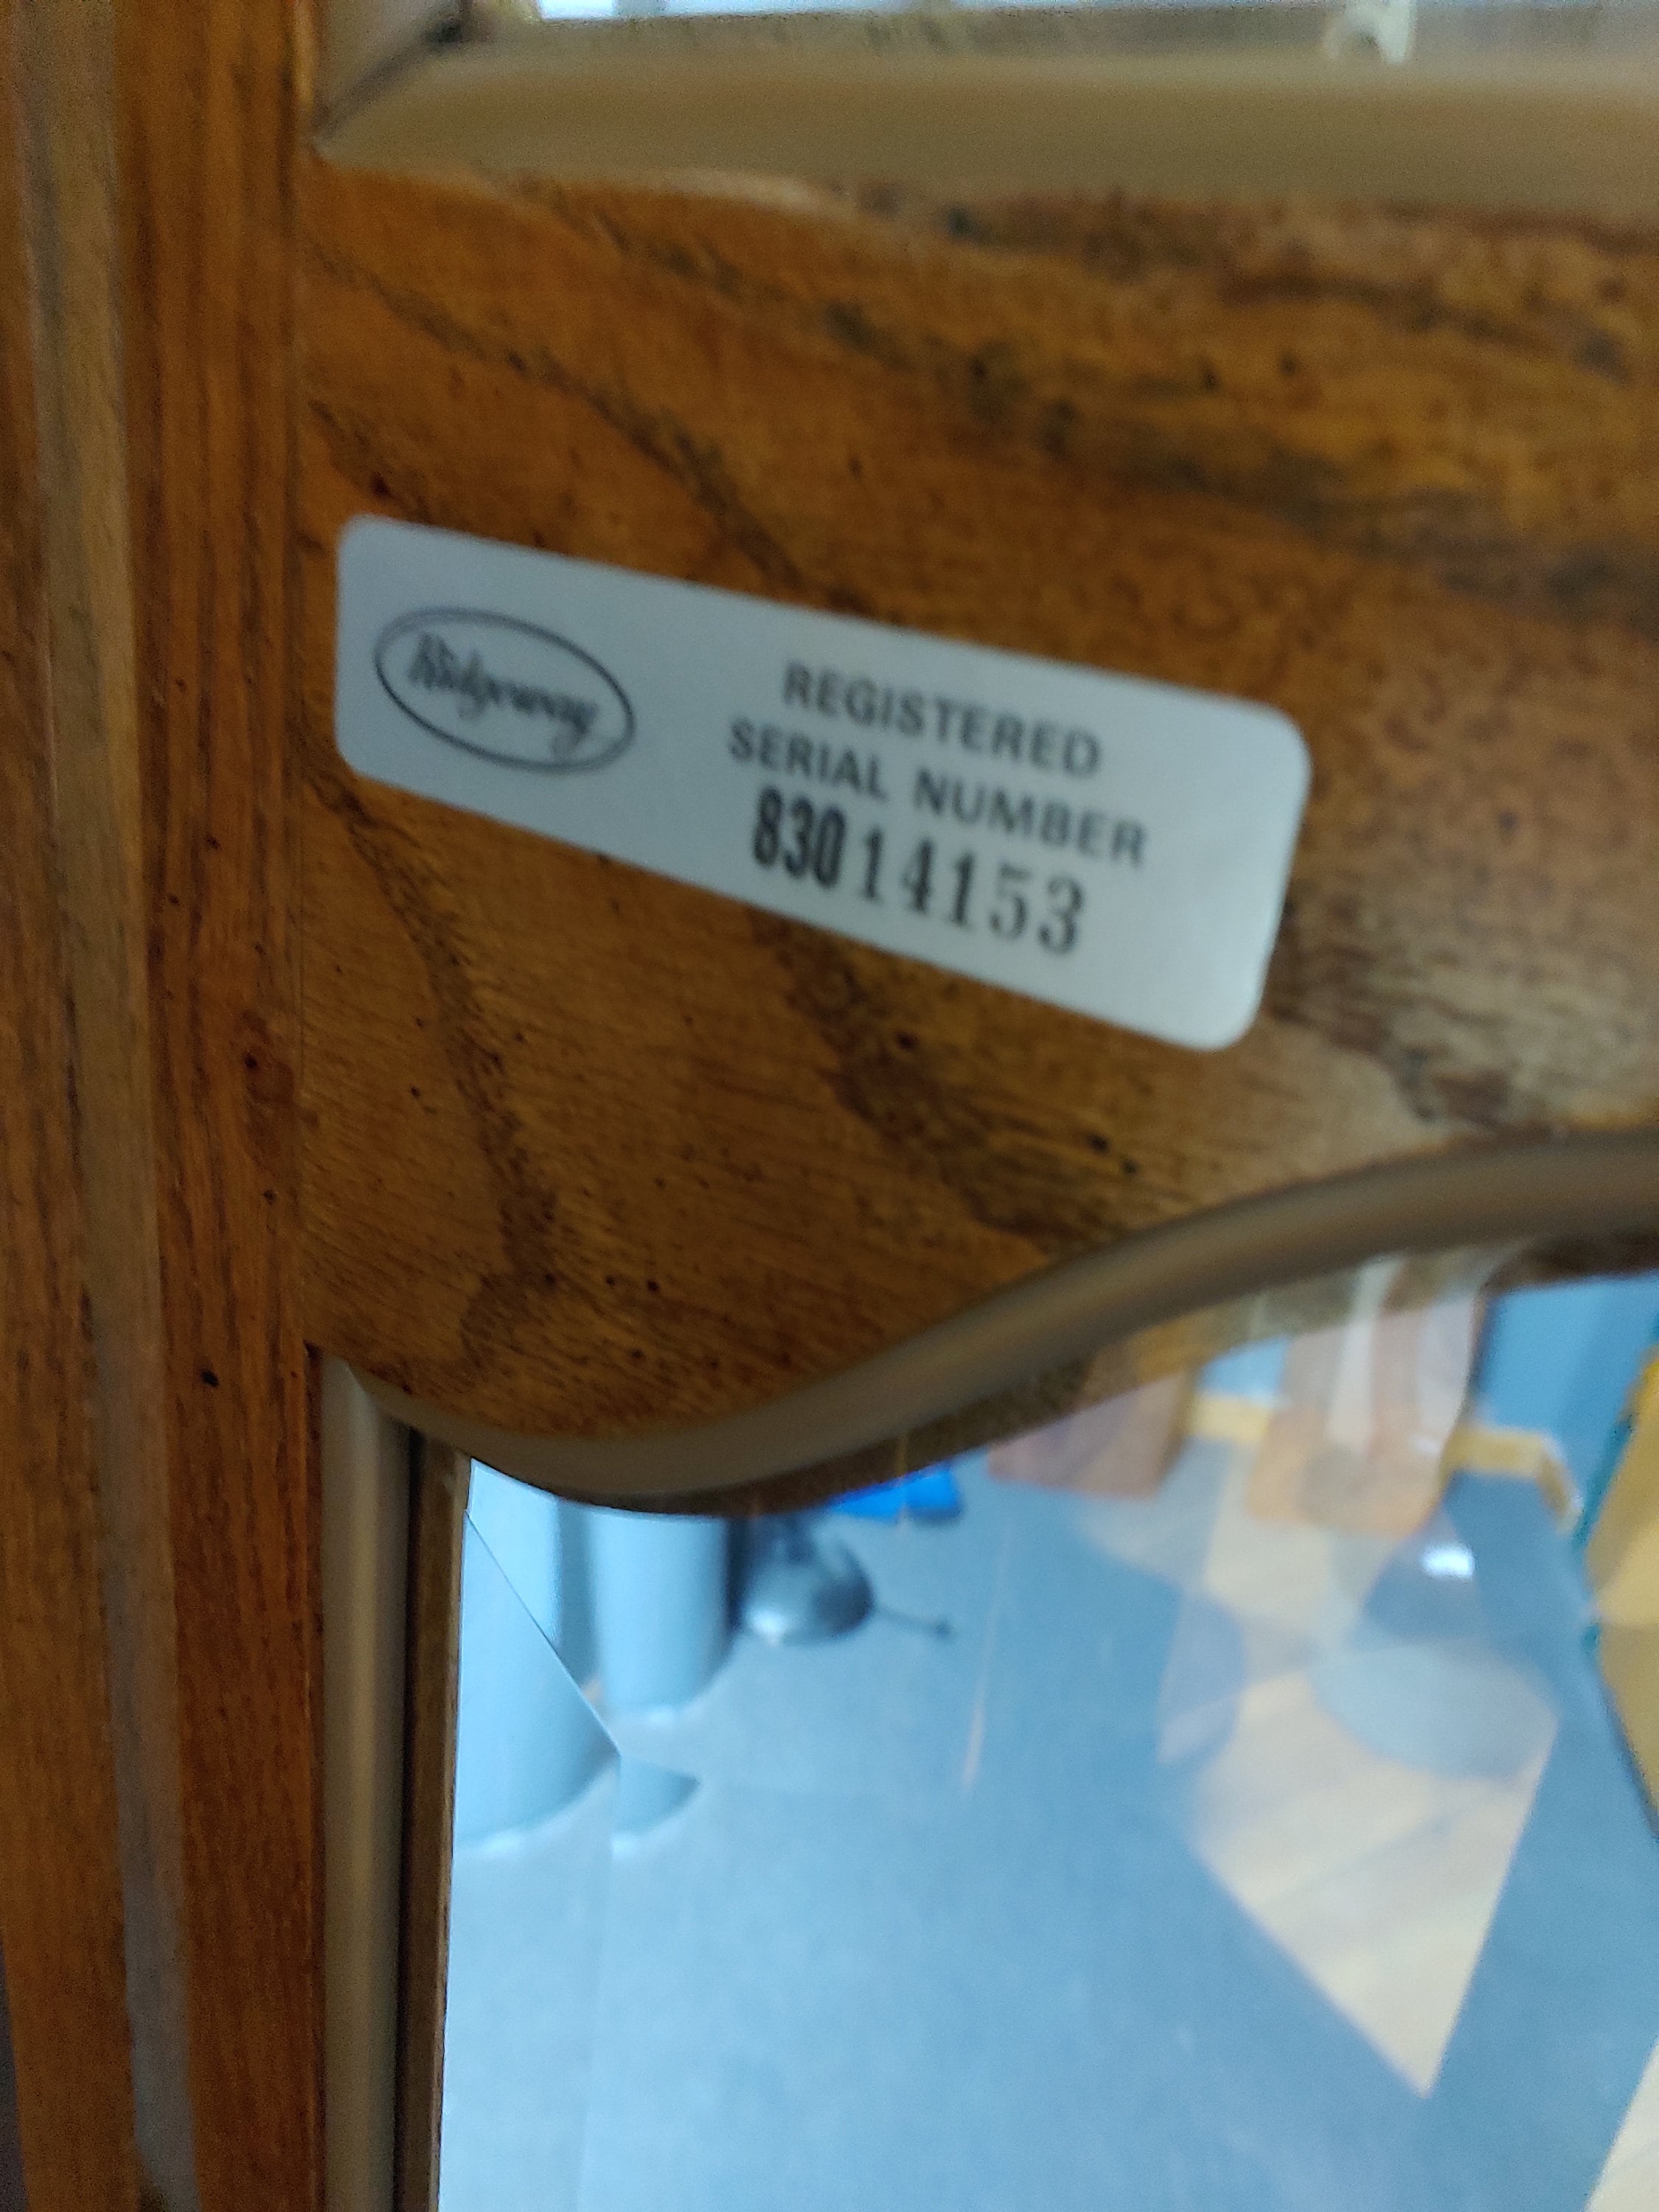 Ridgeway
REGISTERED
SERIAL NUMBER
83014153